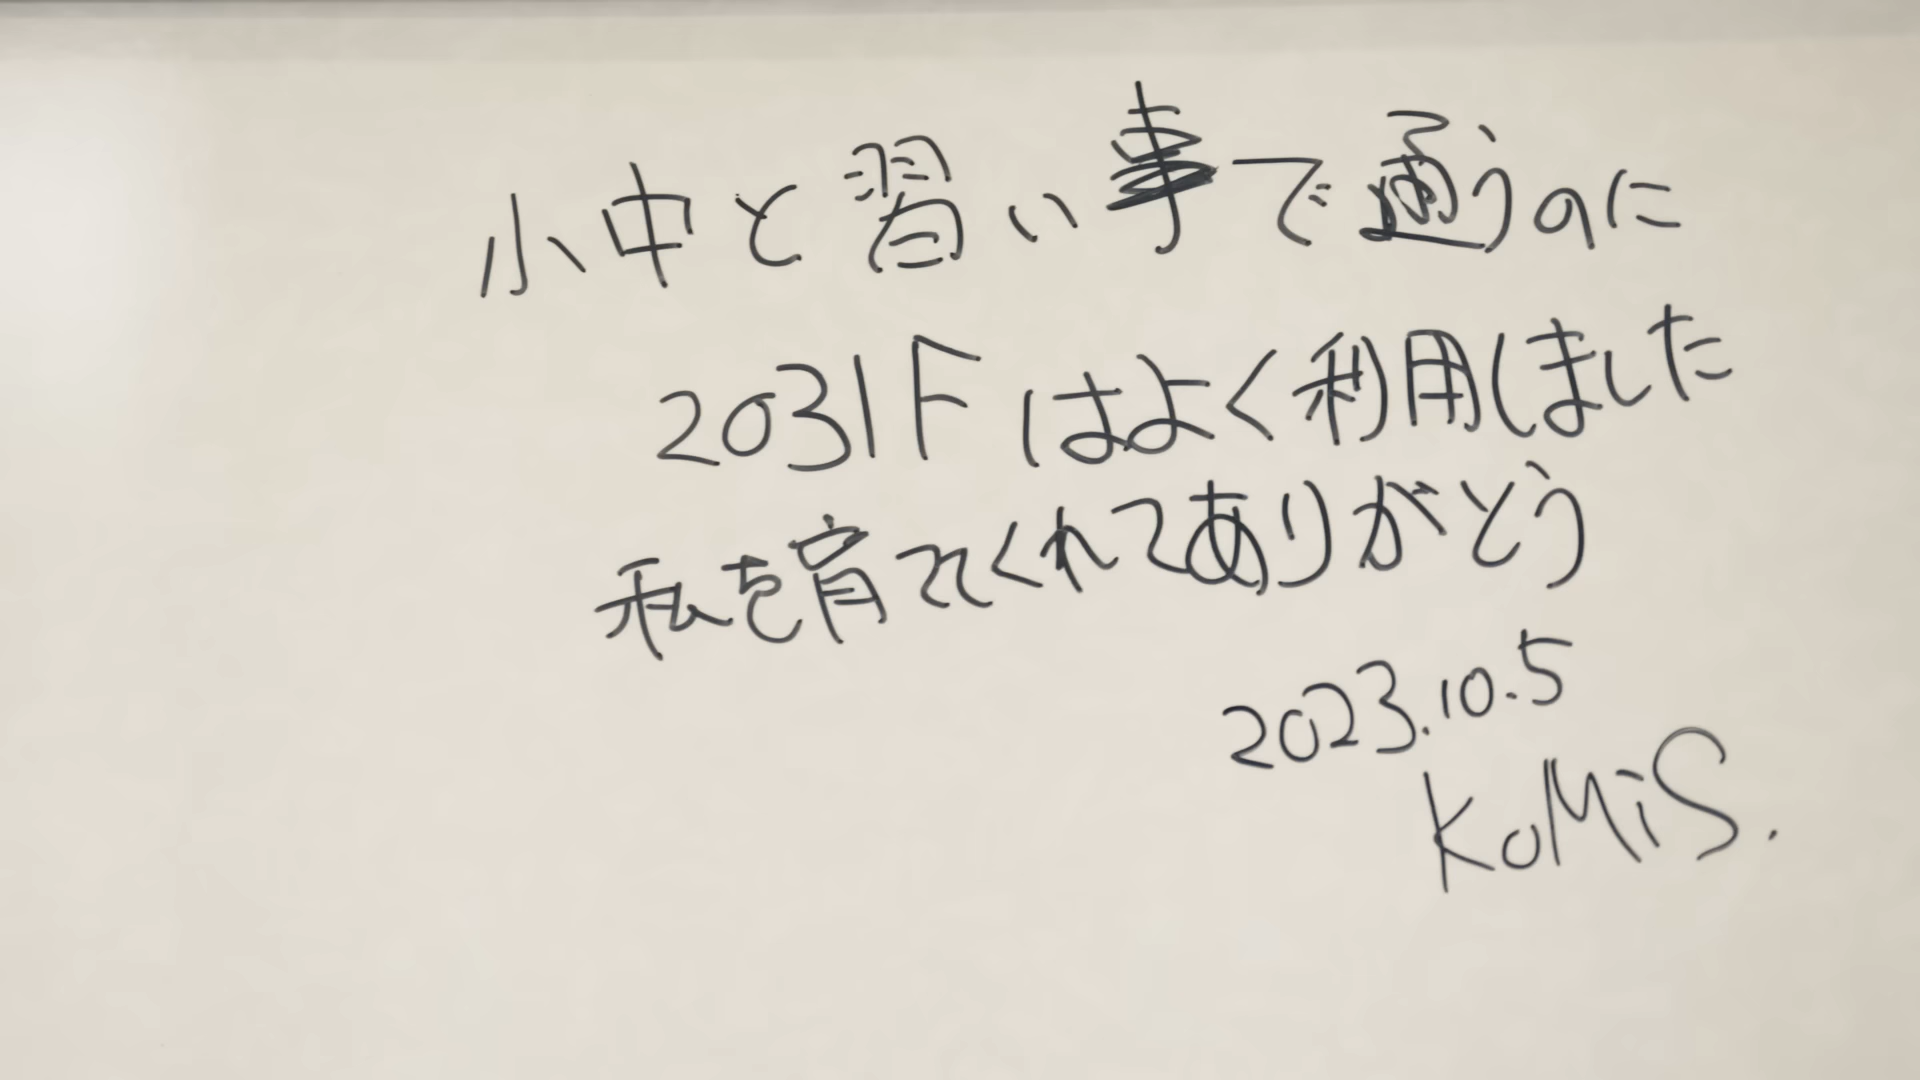 小中と習い事で通うのに
2031Fはよく利用しました
私を育ててくれてありがとう
2023.10.5
KoMiS.